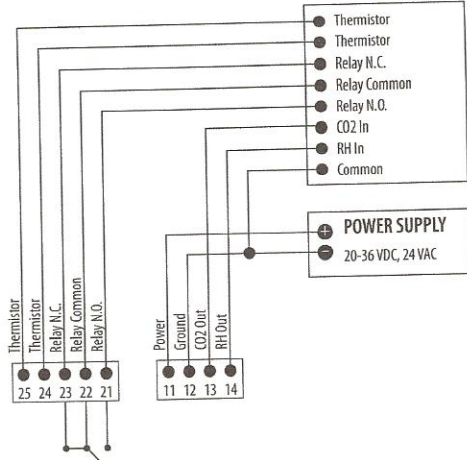 Thermistor
Thermistor
Relay N.C.
Relay Common
Relay N.O.
CO2 In
RH In
Common
+ POWER SUPPLY
- 20-36 VDC, 24 VAC
Thermistor
Thermistor
Relay N.C.
Relay Common
Relay N.O.
25 24 23 22 21
Power
Ground
CO2 Out
RH Out
11 12 13 14